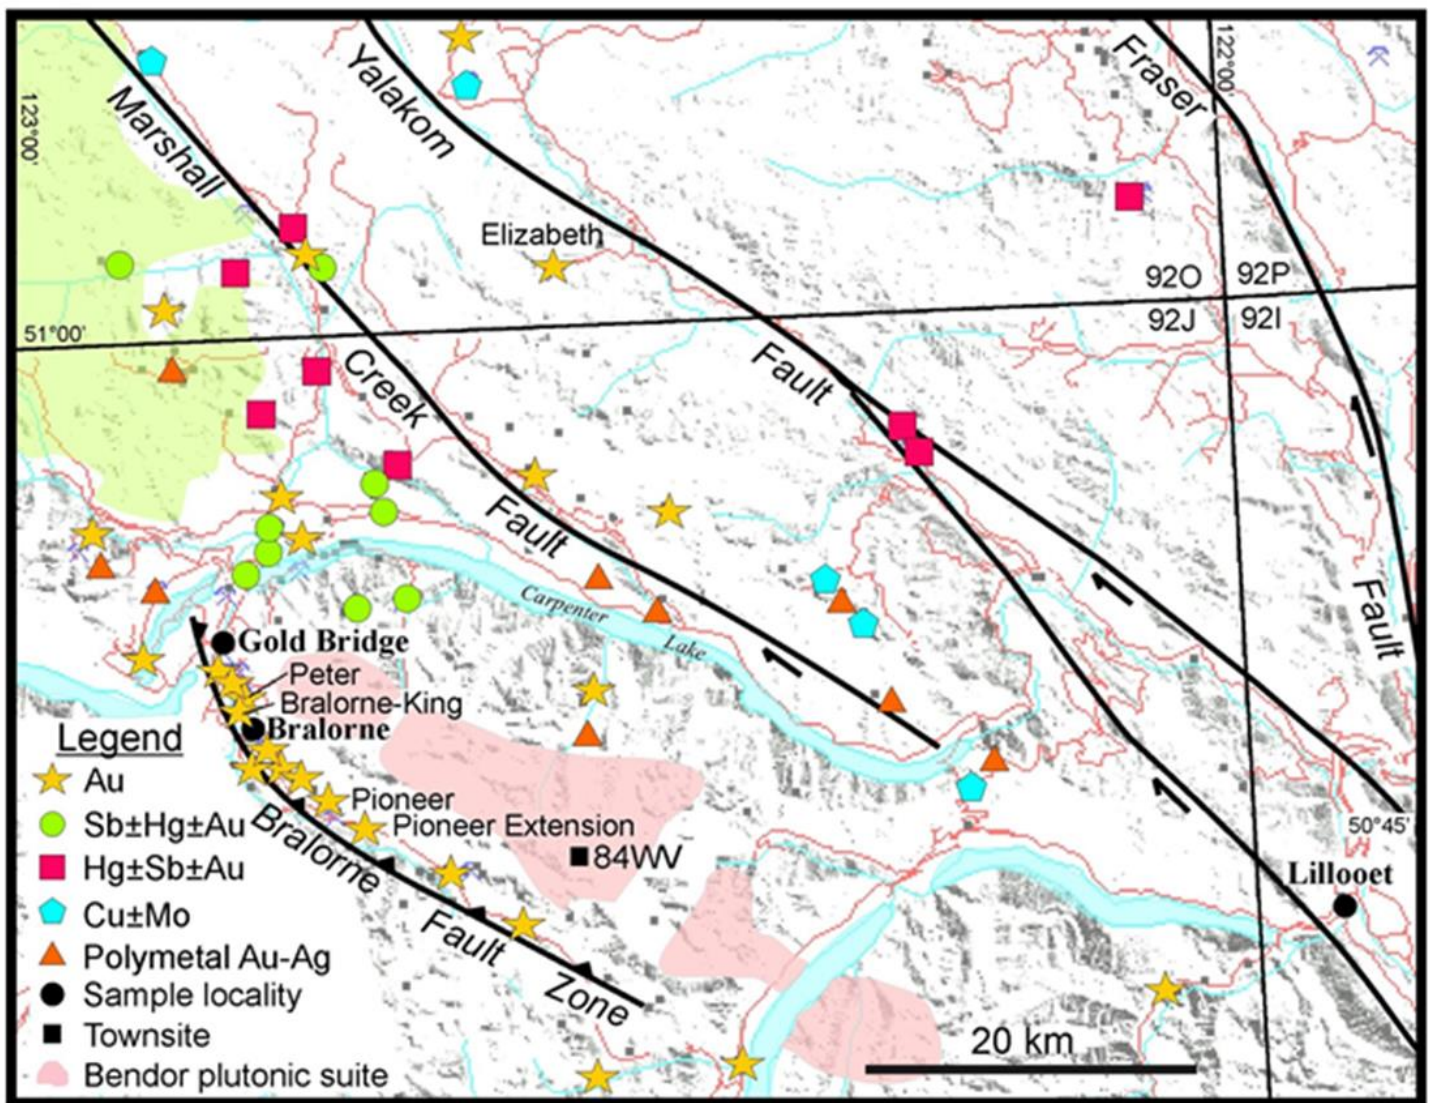 Marshall
Creek
Fault
Yalakom
Fault
Fraser
Fault
122°00'
123°00'
51°00'
50°45'
92O
92P
92J
92I
Elizabeth
Carpenter
Lake
Gold Bridge
Peter
Bralorne-King
Bralorne
Pioneer
Pioneer Extension
84WV
Bralorne
Fault
Zone
Lillooet
20 km
Legend
Au
Sb±Hg±Au
Hg±Sb±Au
Cu±Mo
Polymetal Au-Ag
Sample locality
Townsite
Bendor plutonic suite